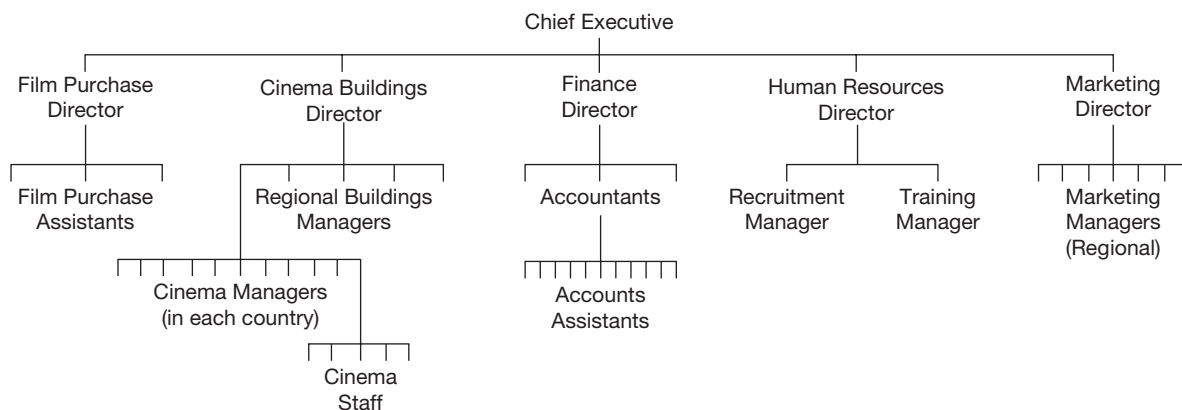 Chief Executive
Film Purchase
Director
Cinema Buildings
Director
Finance
Director
Human Resources
Director
Marketing
Director
Film Purchase
Assistants
Regional Buildings
Managers
Accountants
Recruitment
Manager
Training
Manager
Marketing
Managers
(Regional)
Cinema Managers
(in each country)
Accounts
Assistants
Cinema
Staff